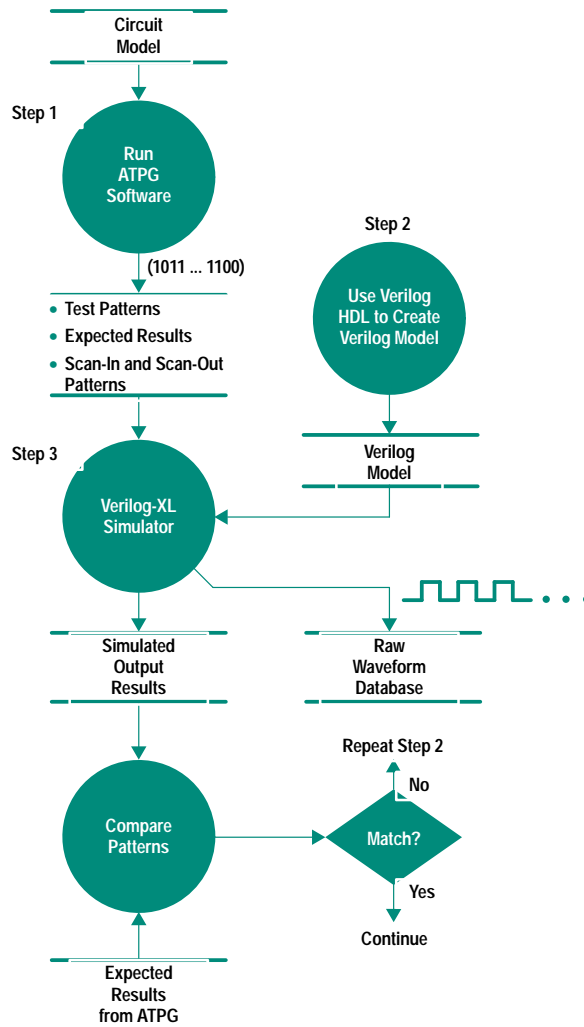 Circuit
Model
Step 1
Run
ATPG
Software
(1011 ... 1100)
• Test Patterns
• Expected Results
• Scan-In and Scan-Out
Patterns
Step 2
Use Verilog
HDL to Create
Verilog Model
Verilog
Model
Step 3
Verilog-XL
Simulator
Simulated
Output
Results
Raw
Waveform
Database
Repeat Step 2
No
Compare
Patterns
Match?
Yes
Continue
Expected
Results
from ATPG